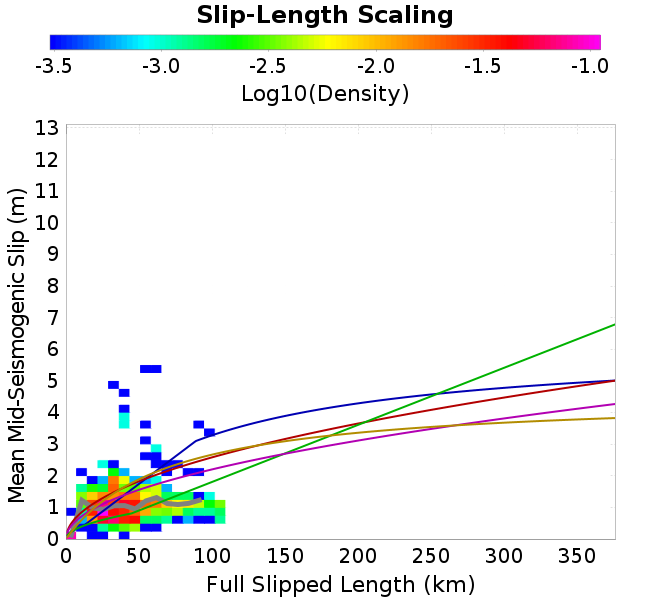 Slip-Length Scaling
-3.5 -3.0 -2.5 -2.0 -1.5 -1.0
Log10(Density)
13
12
11
10
9
8
7
6
5
4
3
2
1
0
Mean Mid-Seismogenic Slip (m)
0 50 100 150 200 250 300 350
Full Slipped Length (km)